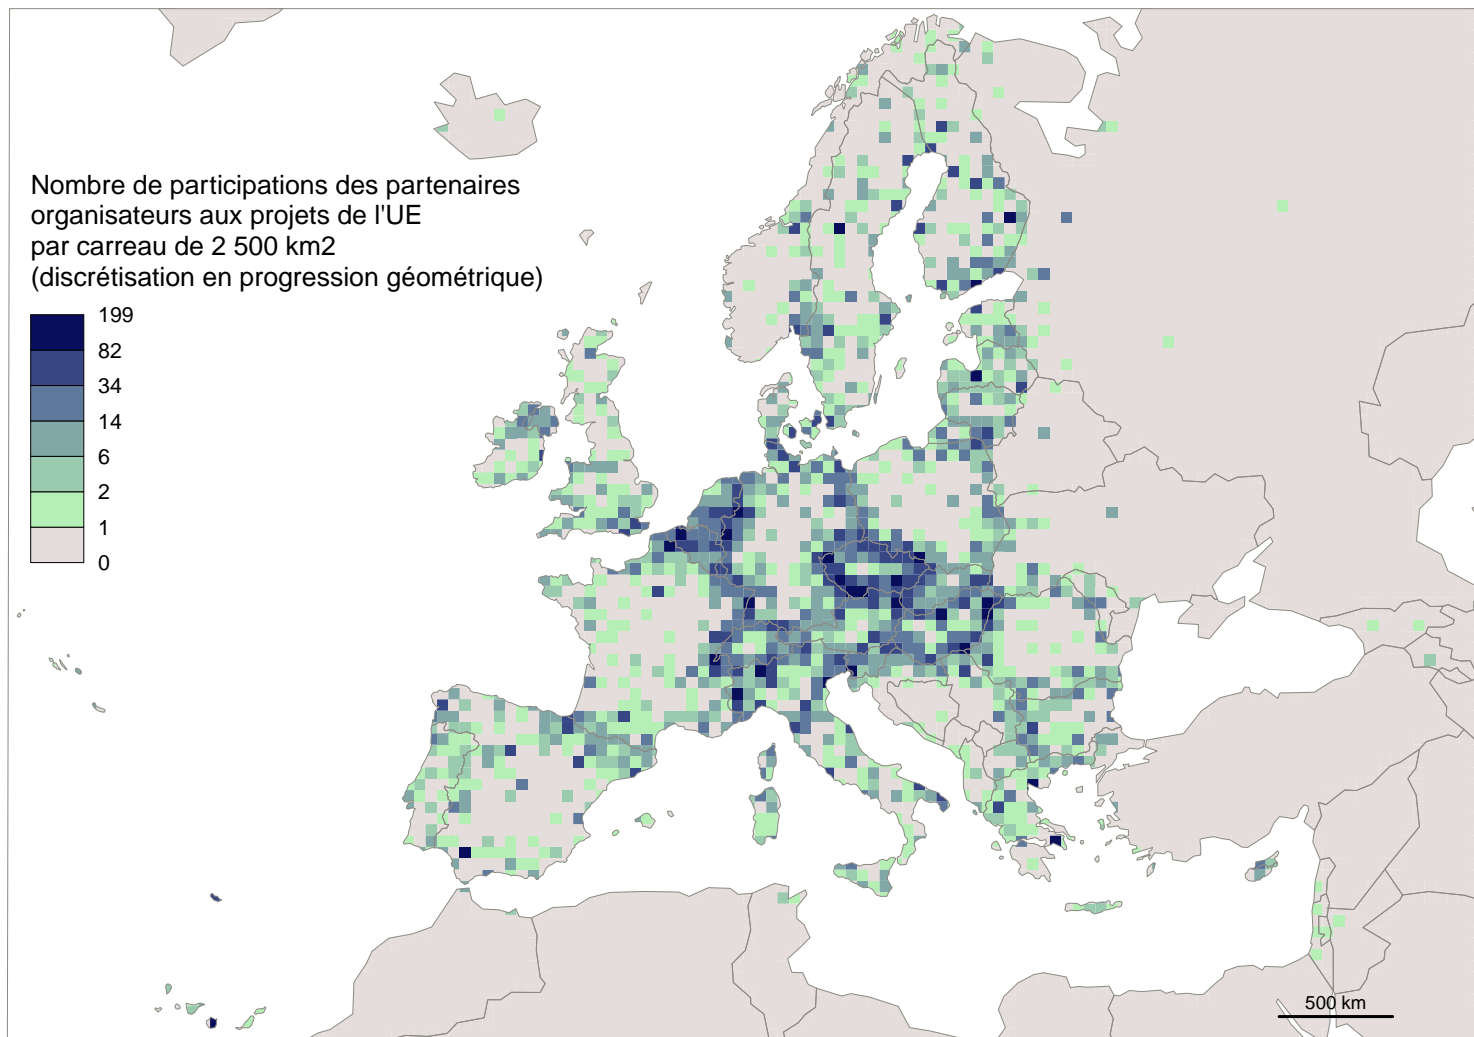 Nombre de participations des partenaires
organisateurs aux projets de l'UE
par carreau de 2 500 km2
(discrétisation en progression géométrique)
199
82
34
14
6
2
1
0
500 km